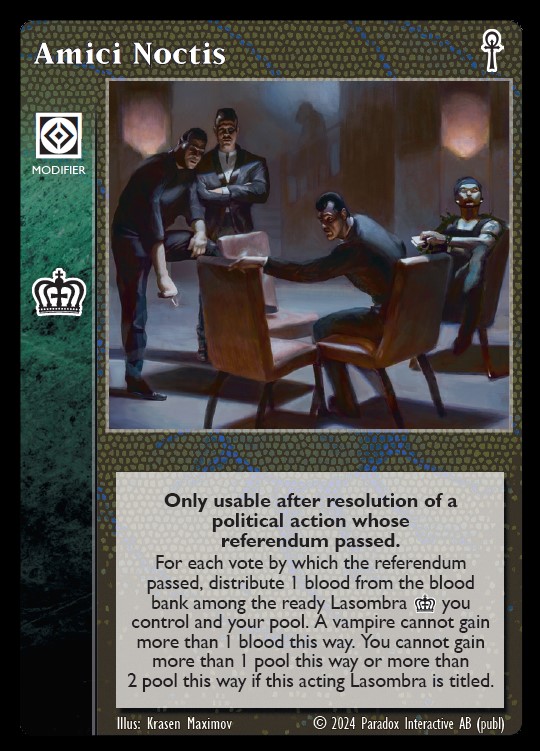 Amici Noctis
MODIFIER
Only usable after resolution of a
political action whose
referendum passed.
For each vote by which the referendum
passed, distribute 1 blood from the blood
bank among the ready Lasombra you
control and your pool. A vampire cannot gain
more than 1 blood this way. You cannot gain
more than 1 pool this way or more than
2 pool this way if this acting Lasombra is titled.
Illus: Krasen Maximov © 2024 Paradox Interactive AB (publ)